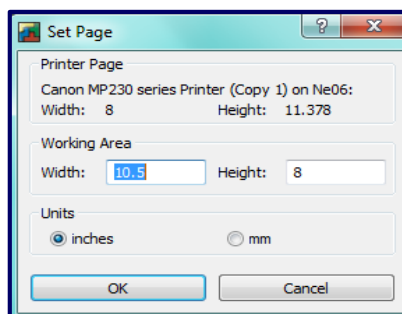 Set Page
Printer Page
Canon MP230 series Printer (Copy 1) on Ne06:
Width: 8 Height: 11.378
Working Area
Width: 10.5 Height: 8
Units
inches mm
OK Cancel